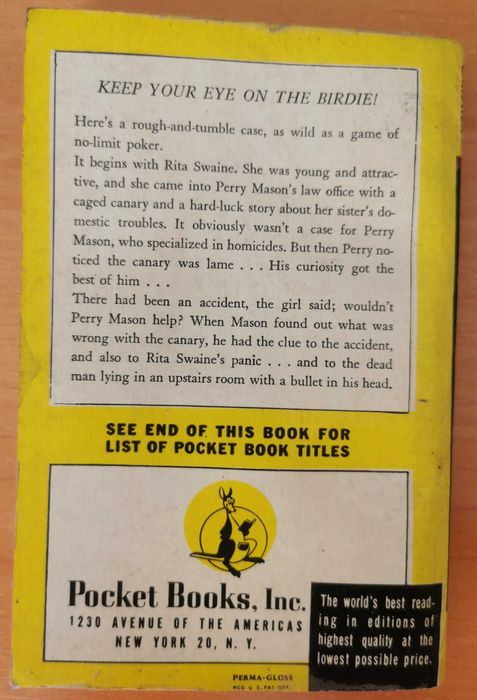 KEEP YOUR EYE ON THE BIRDIE!
Here's a rough-and-tumble case, as wild as a game of
no-limit poker.
It begins with Rita Swaine. She was young and attrac-
tive, and she came into Perry Mason's law office with a
caged canary and a hard-luck story about her sister's do-
mestic troubles. It obviously wasn't a case for Perry
Mason, who specialized in homicides. But then Perry no-
ticed the canary was lame . . . His curiosity got the
best of him . . .
There had been an accident, the girl said; wouldn't
Perry Mason help? When Mason found out what was
wrong with the canary, he had the clue to the accident,
and also to Rita Swaine's panic . . . and to the dead
man lying in an upstairs room with a bullet in his head.
SEE END OF THIS BOOK FOR
LIST OF POCKET BOOK TITLES
Pocket Books, Inc.
1230 AVENUE OF THE AMERICAS
NEW YORK 20, N. Y.
The world's best read-
ing in editions of
highest quality at the
lowest possible price.
PERMA-GLOSS
REG U. S. PAT. OFF.